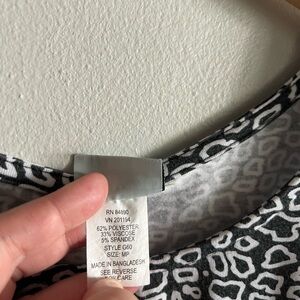 RN 84890
VN 201194
62% POLYESTER
33% VISCOSE
5% SPANDEX
STYLE G60
SIZE: MP
MADE IN BANGLADESH
SEE REVERSE
FOR CARE